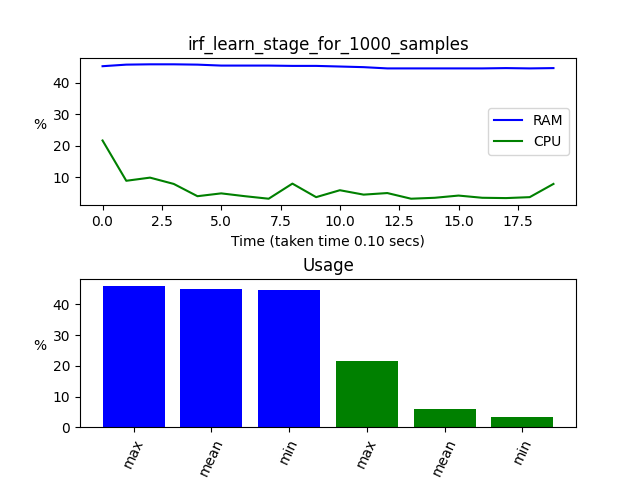 irf_learn_stage_for_1000_samples
40
30
20
10
%
RAM
CPU
0.0 2.5 5.0 7.5 10.0 12.5 15.0 17.5
Time (taken time 0.10 secs)
Usage
40
30
20
10
0
%
max mean min max mean min